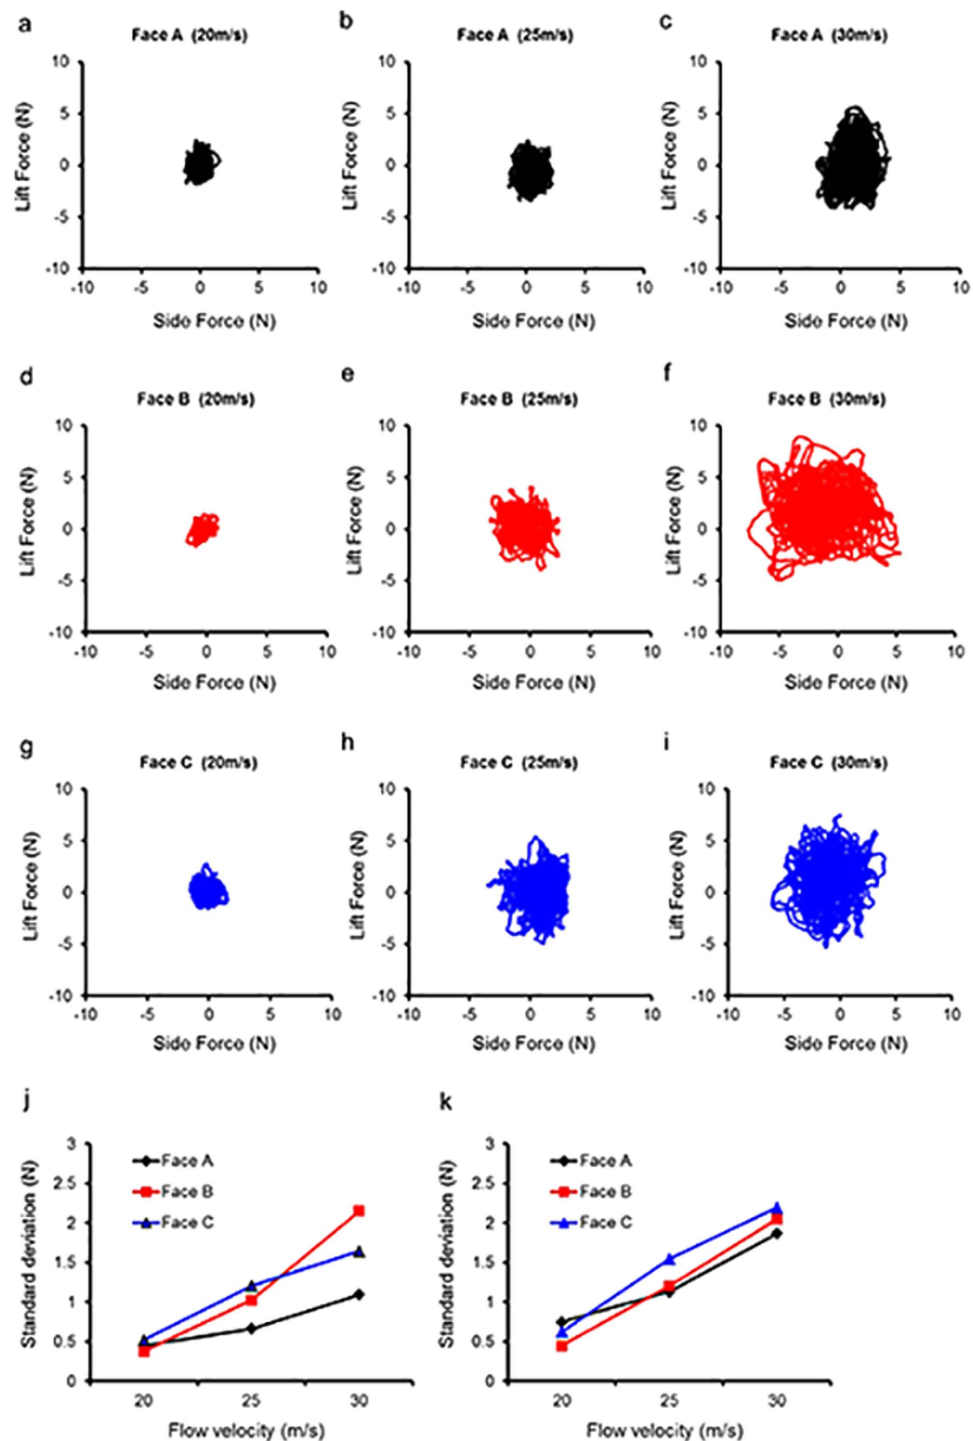 a b c
Face A (20m/s) Face A (25m/s) Face A (30m/s)
10 10 10
5 5 5
0 0 0
-5 -5 -5
-10 -10 -10
Lift Force (N) Lift Force (N) Lift Force (N)
-10 -5 0 5 10 -10 -5 0 5 10 -10 -5 0 5 10
Side Force (N) Side Force (N) Side Force (N)
d e f
Face B (20m/s) Face B (25m/s) Face B (30m/s)
10 10 10
5 5 5
0 0 0
-5 -5 -5
-10 -10 -10
Lift Force (N) Lift Force (N) Lift Force (N)
-10 -5 0 5 10 -10 -5 0 5 10 -10 -5 0 5 10
Side Force (N) Side Force (N) Side Force (N)
g h i
Face C (20m/s) Face C (25m/s) Face C (30m/s)
10 10 10
5 5 5
0 0 0
-5 -5 -5
-10 -10 -10
Lift Force (N) Lift Force (N) Lift Force (N)
-10 -5 0 5 10 -10 -5 0 5 10 -10 -5 0 5 10
Side Force (N) Side Force (N) Side Force (N)
j k
3 3
2.5 Face A 2.5 Face A
Face B Face B
2 Face C 2 Face C
1.5 1.5
1 1
0.5 0.5
0 0
Standard deviation (N) Standard deviation (N)
20 25 30 20 25 30
Flow velocity (m/s) Flow velocity (m/s)